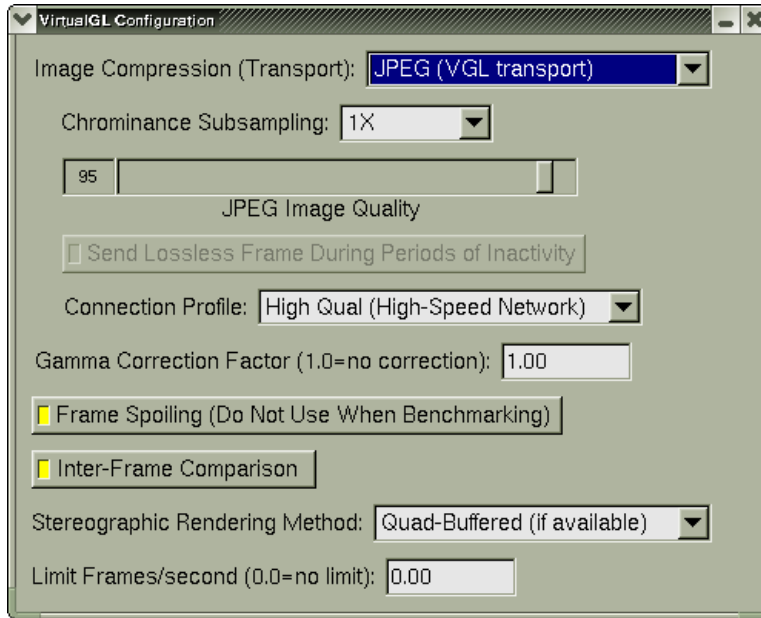 VirtualGL Configuration
Image Compression (Transport): JPEG (VGL transport)
Chrominance Subsampling: 1X
95
JPEG Image Quality
Send Lossless Frame During Periods of Inactivity
Connection Profile: High Qual (High-Speed Network)
Gamma Correction Factor (1.0=no correction): 1.00
Frame Spoiling (Do Not Use When Benchmarking)
Inter-Frame Comparison
Stereographic Rendering Method: Quad-Buffered (if available)
Limit Frames/second (0.0=no limit): 0.00